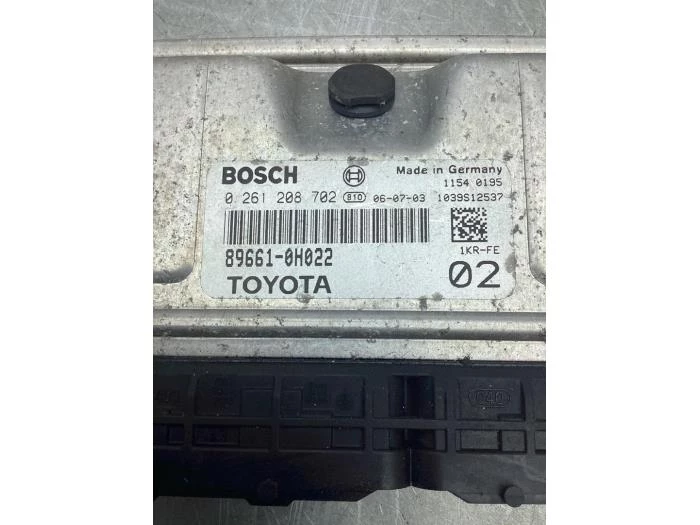 BOSCH Made in Germany
1154 0195
0 261 208 702 810 06-07-03 1039S12537
1KR-FE
89661-0H022
TOYOTA 02